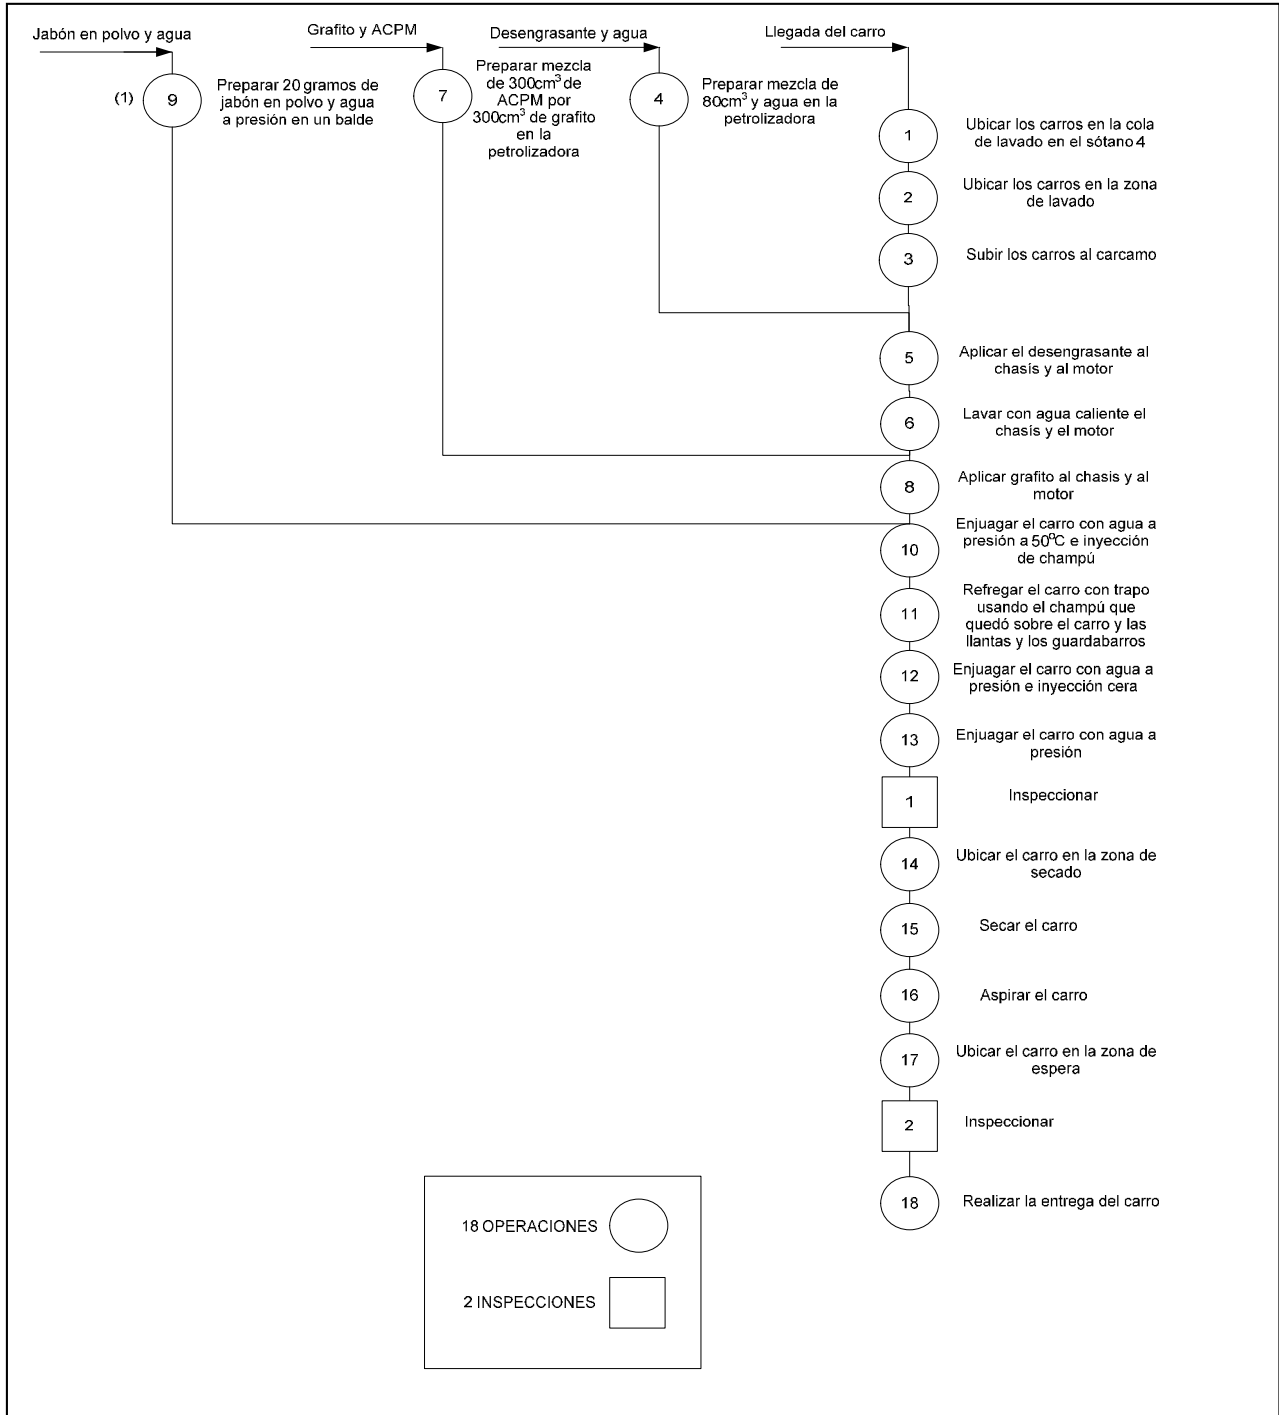 Jabón en polvo y agua
Grafito y ACPM
Desengrasante y agua
Llegada del carro
(1)
9
Preparar 20 gramos de
jabón en polvo y agua
a presión en un balde
7
Preparar mezcla
de 300cm³ de
ACPM por
300cm³ de grafito
en la
petrolizadora
4
Preparar mezcla de
80cm³ y agua en la
petrolizadora
1
Ubicar los carros en la cola
de lavado en el sótano 4
2
Ubicar los carros en la zona
de lavado
3
Subir los carros al carcamo
5
Aplicar el desengrasante al
chasís y al motor
6
Lavar con agua caliente el
chasís y el motor
8
Aplicar grafito al chasis y al
motor
10
Enjuagar el carro con agua a
presión a 50°C e inyección
de champú
11
Refregar el carro con trapo
usando el champú que
quedó sobre el carro y las
llantas y los guardabarros
12
Enjuagar el carro con agua a
presión e inyección cera
13
Enjuagar el carro con agua a
presión
1
Inspeccionar
14
Ubicar el carro en la zona de
secado
15
Secar el carro
16
Aspirar el carro
17
Ubicar el carro en la zona de
espera
2
Inspeccionar
18
Realizar la entrega del carro
18 OPERACIONES
2 INSPECCIONES